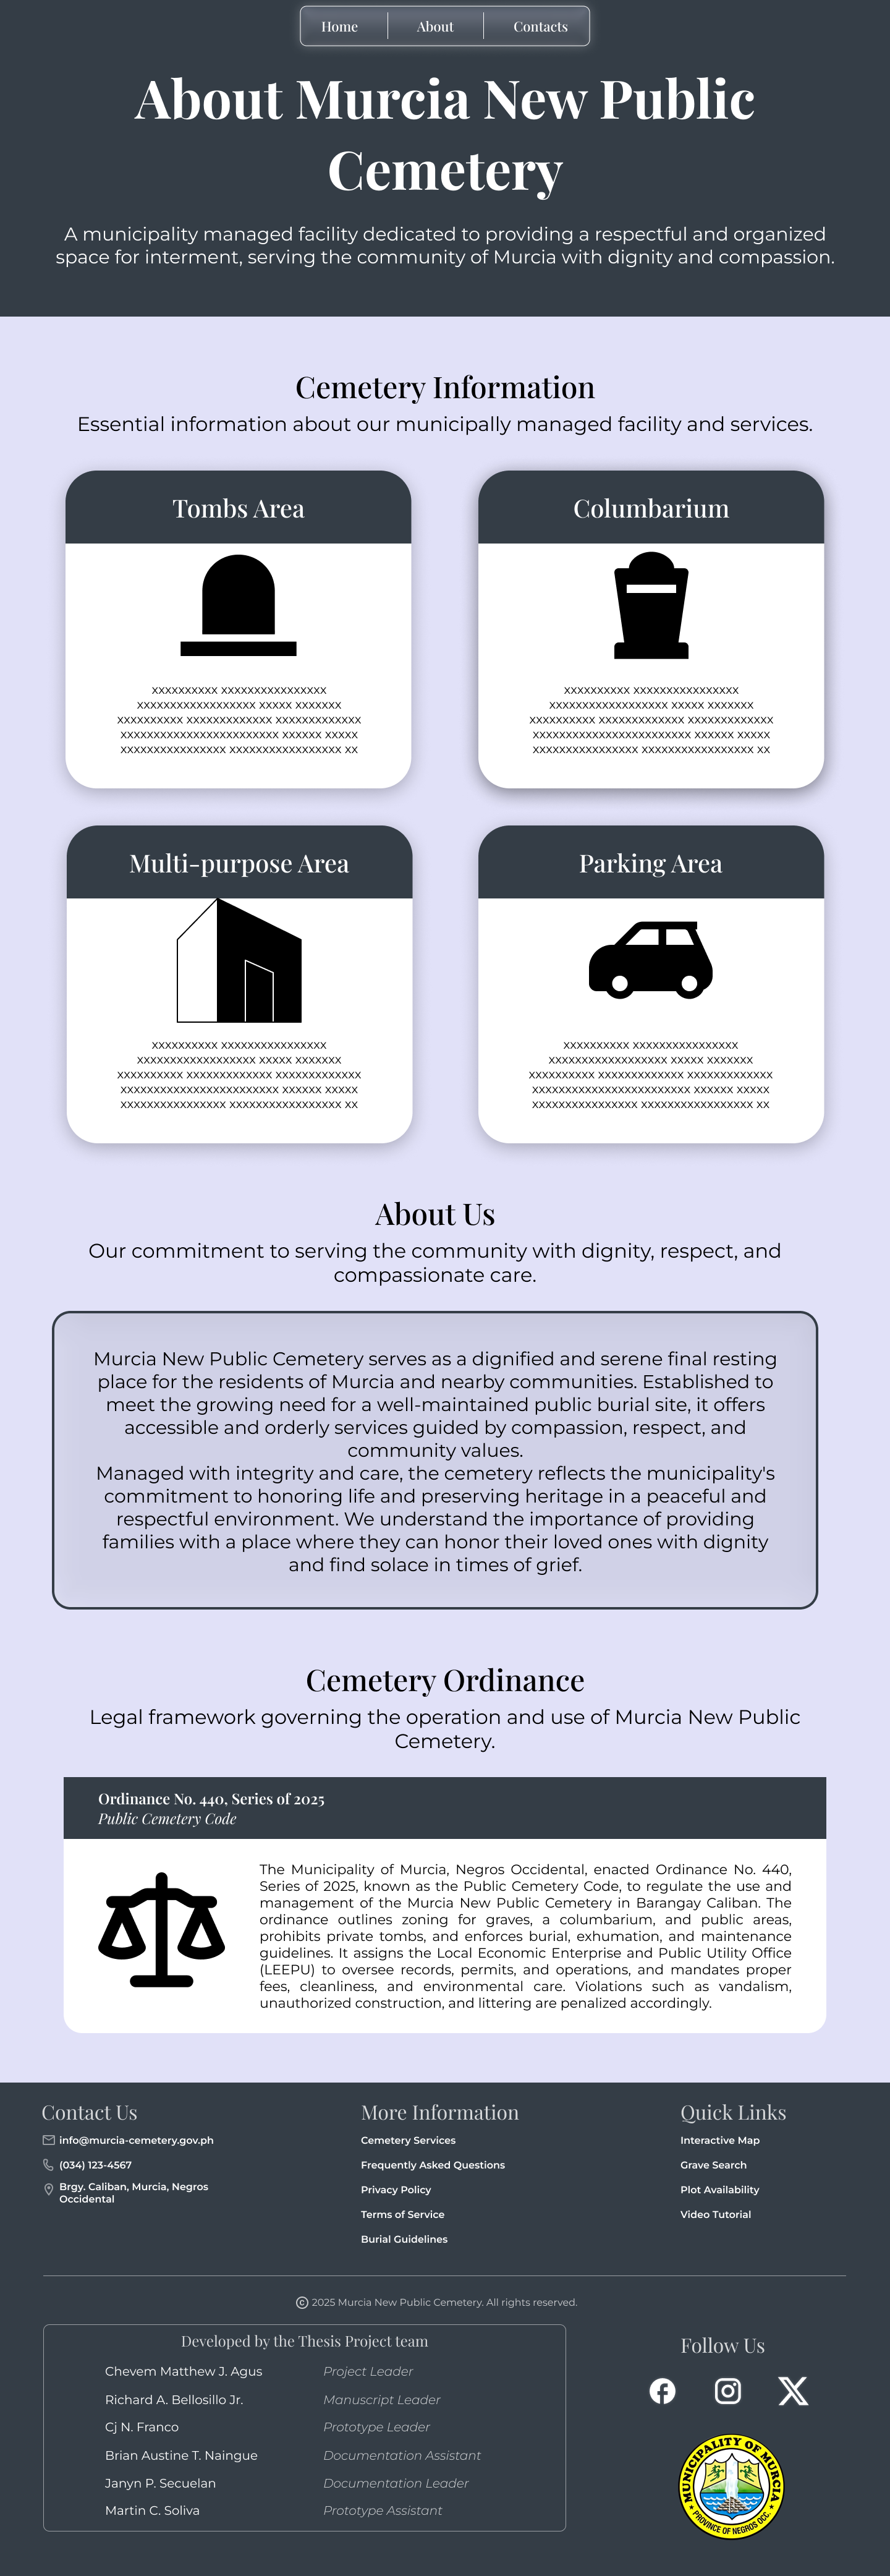 Home
About
Contacts
About Murcia New Public
Cemetery
A municipality managed facility dedicated to providing a respectful and organized
space for interment, serving the community of Murcia with dignity and compassion.
Cemetery Information
Essential information about our municipally managed facility and services.
Tombs Area
xxxxxxxxxx xxxxxxxxxxxxxxxx
xxxxxxxxxxxxxxxxxx xxxxx xxxxxxx
xxxxxxxxxx xxxxxxxxxxxxx xxxxxxxxxxxxx
xxxxxxxxxxxxxxxxxxxxxxxx xxxxxx xxxxx
xxxxxxxxxxxxxxxx xxxxxxxxxxxxxxxxx xx
Columbarium
xxxxxxxxxx xxxxxxxxxxxxxxxx
xxxxxxxxxxxxxxxxxx xxxxx xxxxxxx
xxxxxxxxxx xxxxxxxxxxxxx xxxxxxxxxxxxx
xxxxxxxxxxxxxxxxxxxxxxxx xxxxxx xxxxx
xxxxxxxxxxxxxxxx xxxxxxxxxxxxxxxxx xx
Multi-purpose Area
xxxxxxxxxx xxxxxxxxxxxxxxxx
xxxxxxxxxxxxxxxxxx xxxxx xxxxxxx
xxxxxxxxxx xxxxxxxxxxxxx xxxxxxxxxxxxx
xxxxxxxxxxxxxxxxxxxxxxxx xxxxxx xxxxx
xxxxxxxxxxxxxxxx xxxxxxxxxxxxxxxxx xx
Parking Area
xxxxxxxxxx xxxxxxxxxxxxxxxx
xxxxxxxxxxxxxxxxxx xxxxx xxxxxxx
xxxxxxxxxx xxxxxxxxxxxxx xxxxxxxxxxxxx
xxxxxxxxxxxxxxxxxxxxxxxx xxxxxx xxxxx
xxxxxxxxxxxxxxxx xxxxxxxxxxxxxxxxx xx
About Us
Our commitment to serving the community with dignity, respect, and
compassionate care.
Murcia New Public Cemetery serves as a dignified and serene final resting
place for the residents of Murcia and nearby communities. Established to
meet the growing need for a well-maintained public burial site, it offers
accessible and orderly services guided by compassion, respect, and
community values.
Managed with integrity and care, the cemetery reflects the municipality's
commitment to honoring life and preserving heritage in a peaceful and
respectful environment. We understand the importance of providing
families with a place where they can honor their loved ones with dignity
and find solace in times of grief.
Cemetery Ordinance
Legal framework governing the operation and use of Murcia New Public
Cemetery.
Ordinance No. 440, Series of 2025
Public Cemetery Code
The Municipality of Murcia, Negros Occidental, enacted Ordinance No. 440,
Series of 2025, known as the Public Cemetery Code, to regulate the use and
management of the Murcia New Public Cemetery in Barangay Caliban. The
ordinance outlines zoning for graves, a columbarium, and public areas,
prohibits private tombs, and enforces burial, exhumation, and maintenance
guidelines. It assigns the Local Economic Enterprise and Public Utility Office
(LEEPU) to oversee records, permits, and operations, and mandates proper
fees, cleanliness, and environmental care. Violations such as vandalism,
unauthorized construction, and littering are penalized accordingly.
Contact Us
info@murcia-cemetery.gov.ph
(034) 123-4567
Brgy. Caliban, Murcia, Negros
Occidental
More Information
Cemetery Services
Frequently Asked Questions
Privacy Policy
Terms of Service
Burial Guidelines
Quick Links
Interactive Map
Grave Search
Plot Availability
Video Tutorial
© 2025 Murcia New Public Cemetery. All rights reserved.
Developed by the Thesis Project team
Chevem Matthew J. Agus Project Leader
Richard A. Bellosillo Jr. Manuscript Leader
Cj N. Franco Prototype Leader
Brian Austine T. Naingue Documentation Assistant
Janyn P. Secuelan Documentation Leader
Martin C. Soliva Prototype Assistant
Follow Us
MUNICIPALITY OF MURCIA
PROVINCE OF NEGROS OCC.